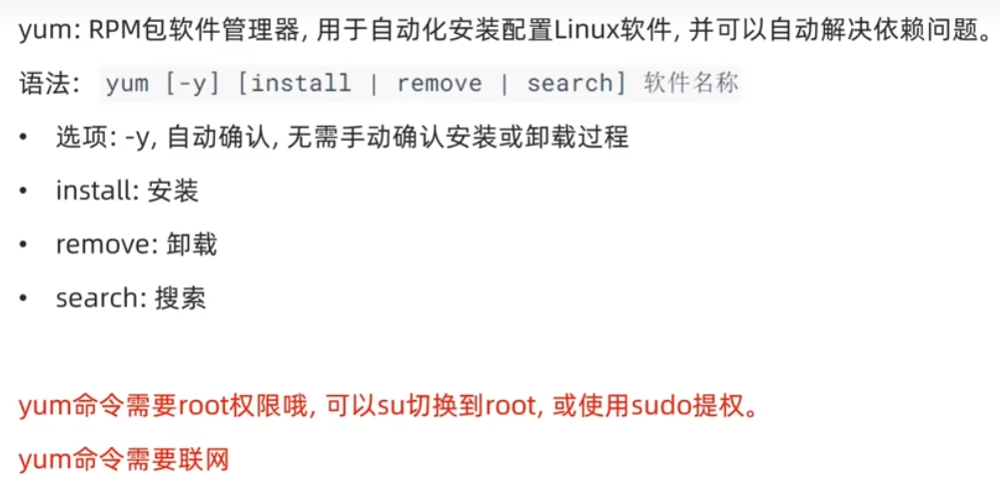 yum: RPM包软件管理器, 用于自动化安装配置Linux软件, 并可以自动解决依赖问题。
语法: yum [-y] [install | remove | search] 软件名称
• 选项: -y, 自动确认, 无需手动确认安装或卸载过程
• install: 安装
• remove: 卸载
• search: 搜索
yum命令需要root权限哦, 可以su切换到root, 或使用sudo提权。
yum命令需要联网